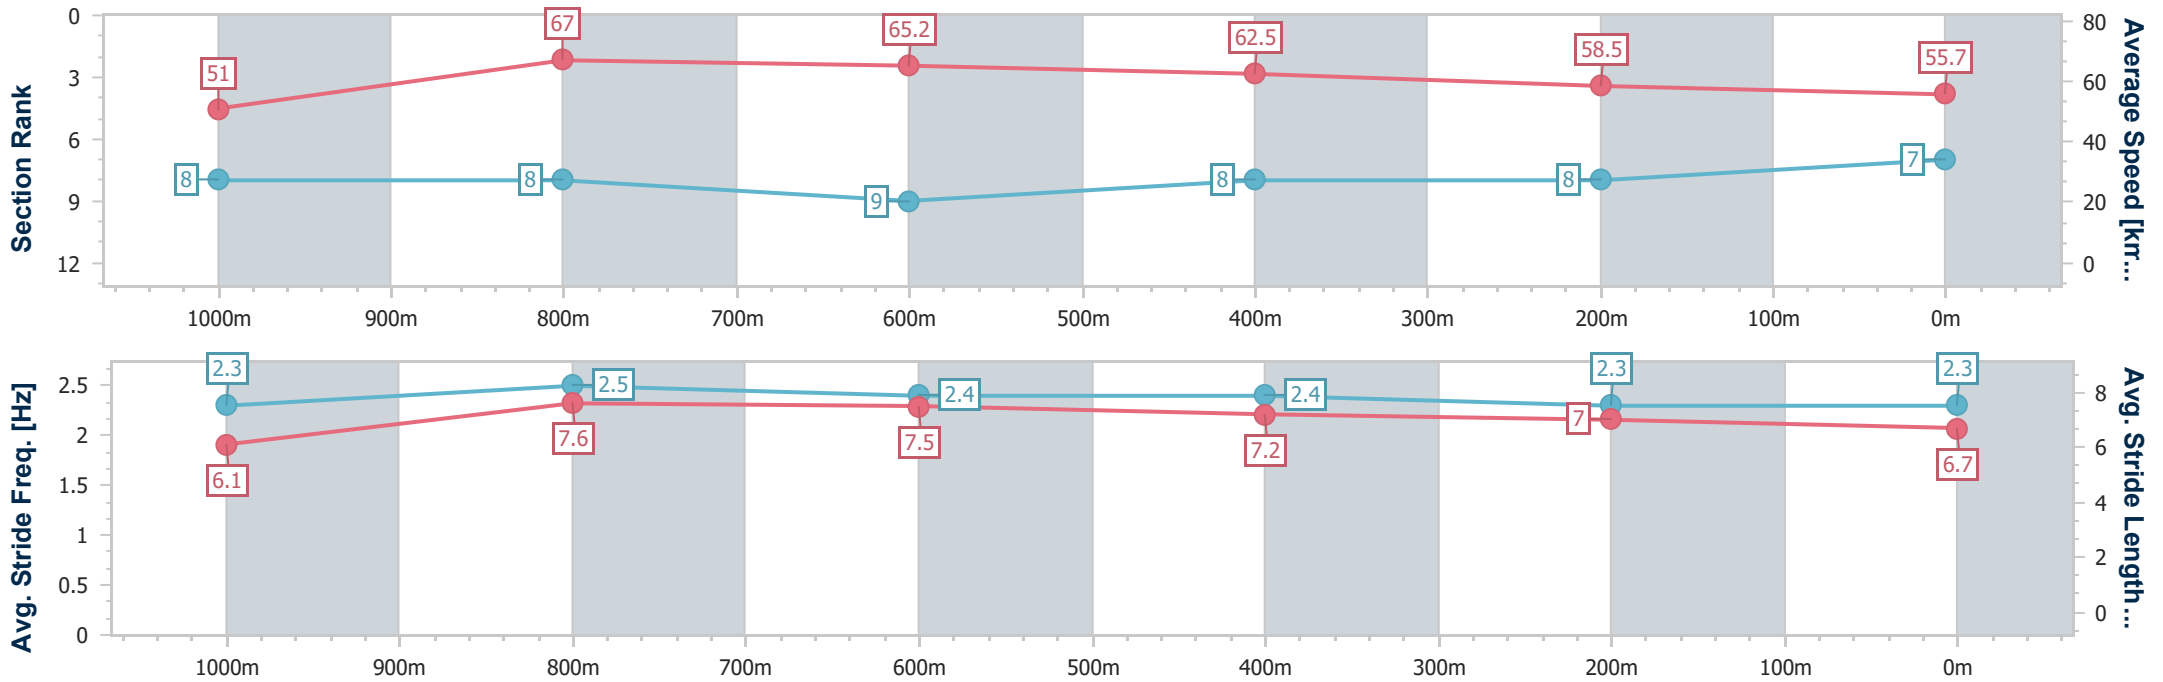 0
3
6
9
12
Section Rank
51
67
65.2
62.5
58.5
55.7
8
8
9
8
8
7
80
60
40
20
0
Average Speed [km...
1000m
900m
800m
700m
600m
500m
400m
300m
200m
100m
0m
2.5
2
1.5
1
0.5
0
Avg. Stride Freq. [Hz]
2.3
2.5
2.4
2.4
2.3
2.3
6.1
7.6
7.5
7.2
7
6.7
8
6
4
2
0
Avg. Stride Length...
1000m
900m
800m
700m
600m
500m
400m
300m
200m
100m
0m